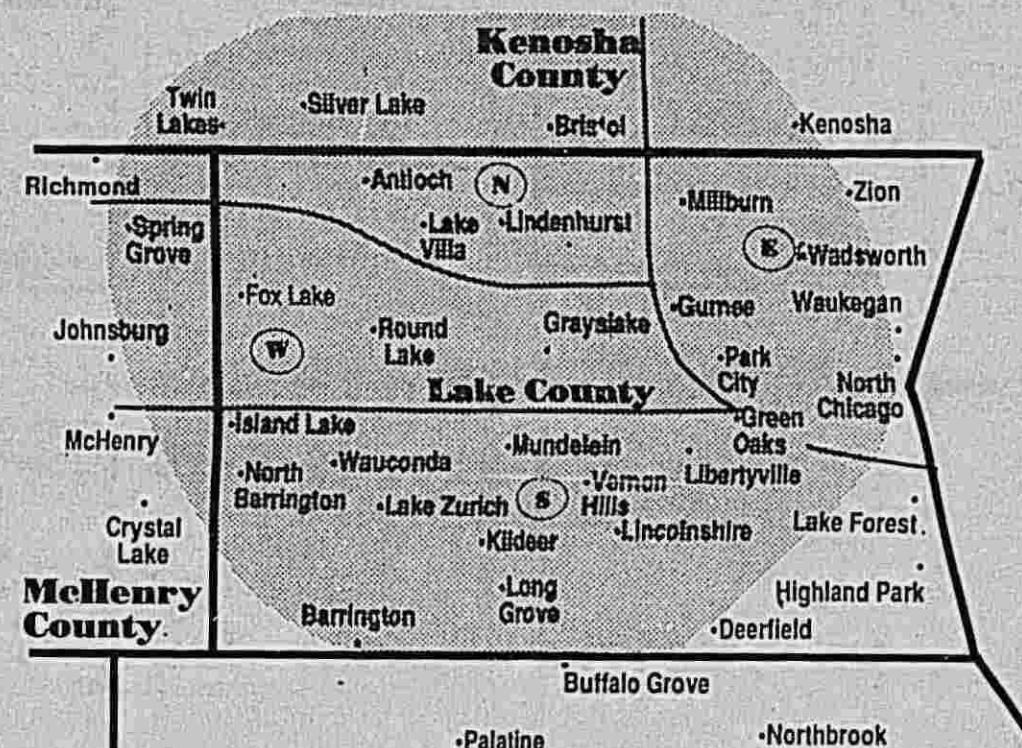 Kenosha
County
Twin
Lakes
Silver Lake
Bristol
Kenosha
Richmond
Antioch
N
Millburn
Zion
Spring
Grove
Lake
Villa
Lindenhurst
E
Wadsworth
Fox Lake
Gurnee
Waukegan
Johnsburg
W
Round
Lake
Grayslake
Park
City
Lake County
North
Chicago
McHenry
Island Lake
Green
Oaks
Mundelein
North
Barrington
Wauconda
Vernon
Hills
Libertyville
Lake Zurich
S
Crystal
Lake
Kildeer
Lincolnshire
Lake Forest
McHenry
County
Long
Grove
Highland Park
Barrington
Deerfield
Buffalo Grove
Palatine
Northbrook